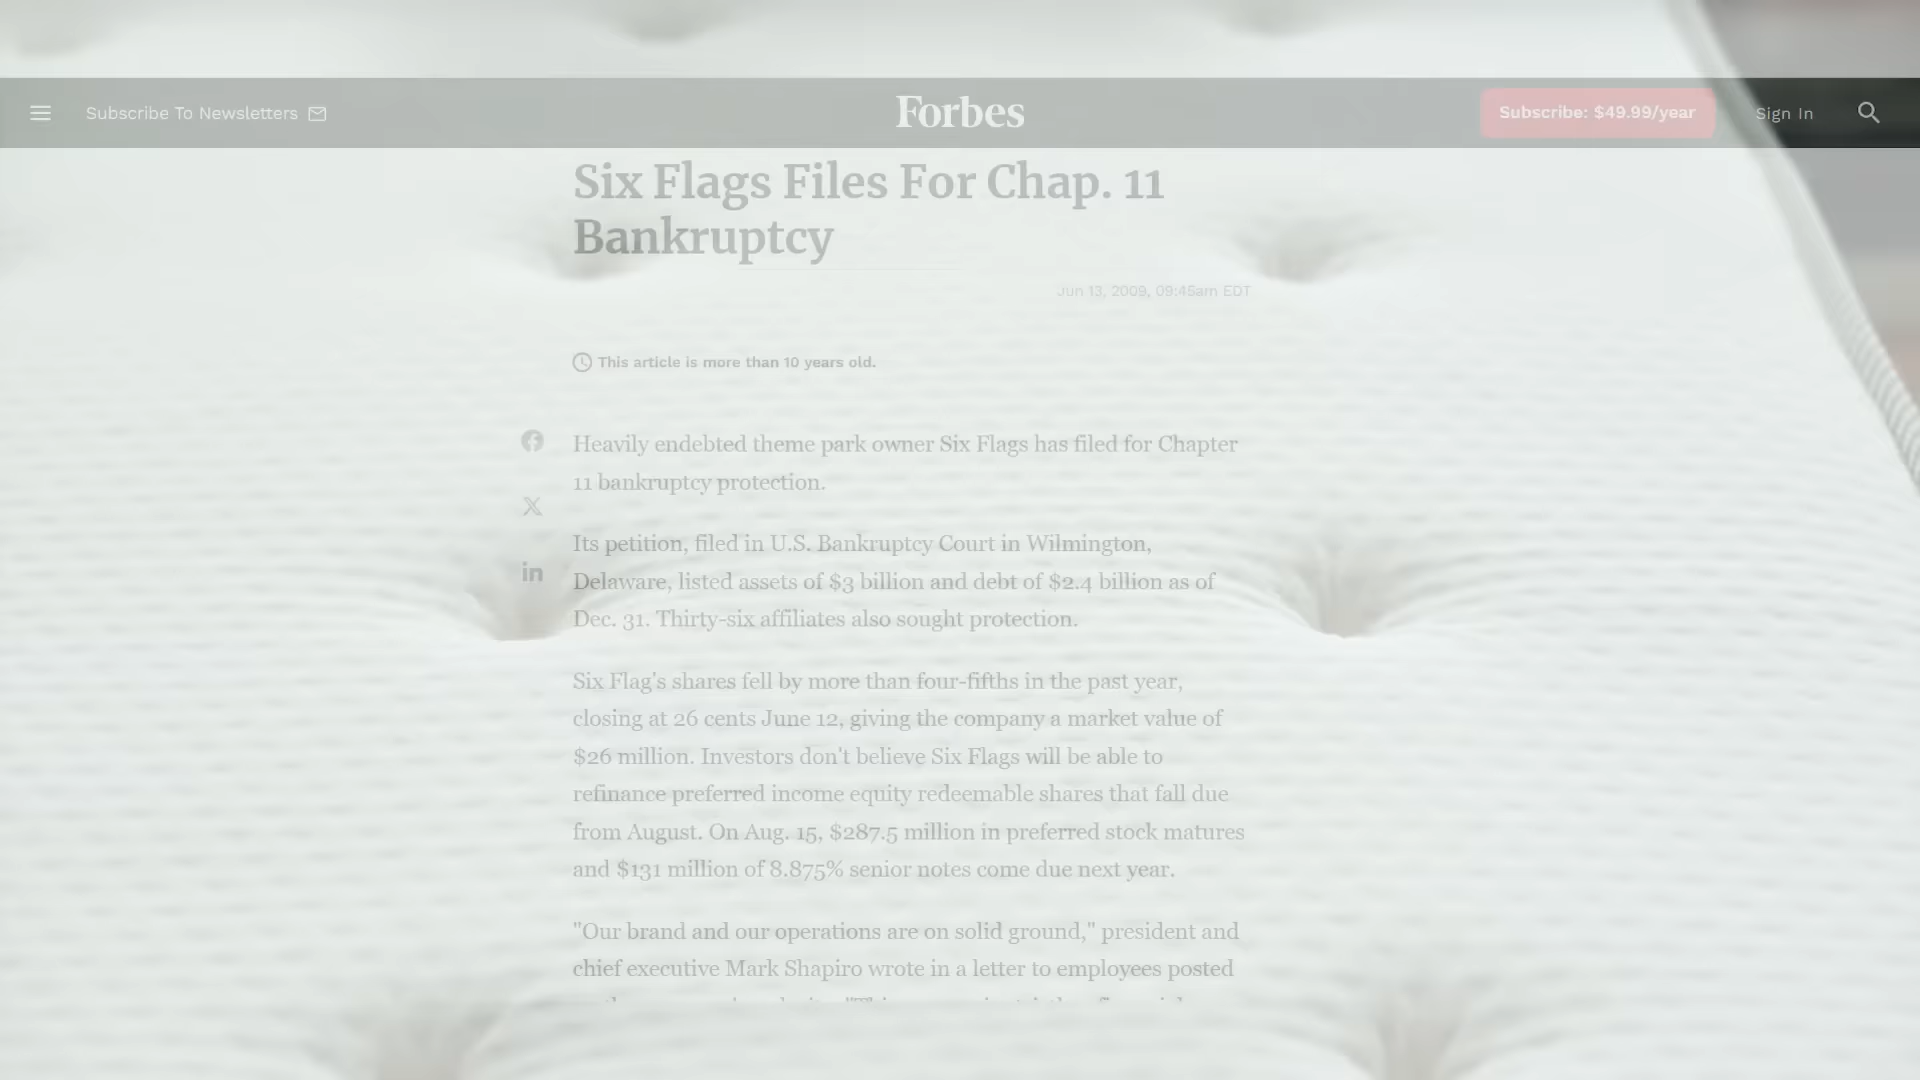 Subscribe To Newsletters
Forbes
Subscribe: $49.99/year
Sign In
Six Flags Files For Chap. 11
Bankruptcy
Jun 13, 2009, 09:45am EDT
This article is more than 10 years old.
Heavily endebted theme park owner Six Flags has filed for Chapter
11 bankruptcy protection.
Its petition, filed in U.S. Bankruptcy Court in Wilmington,
Delaware, listed assets of $3 billion and debt of $2.4 billion as of
Dec. 31. Thirty-six affiliates also sought protection.
Six Flag's shares fell by more than four-fifths in the past year,
closing at 26 cents June 12, giving the company a market value of
$26 million. Investors don't believe Six Flags will be able to
refinance preferred income equity redeemable shares that fall due
from August. On Aug. 15, $287.5 million in preferred stock matures
and $131 million of 8.875% senior notes come due next year.
"Our brand and our operations are on solid ground," president and
chief executive Mark Shapiro wrote in a letter to employees posted